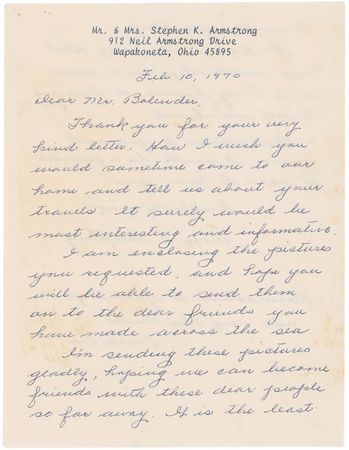 Mr. & Mrs. Stephen K. Armstrong
912 Neil Armstrong Drive
Wapakoneta, Ohio 45895
Feb. 10, 1970
Dear Mr. Bolender,
Thank you for your very
kind letter. How I wish you
would sometime come to our
home and tell us about your
travels. It surely would be
most interesting and informative.
I am enclosing the pictures
you requested, and hope you
will be able to send them
on to the dear friends you
have made across the sea.
I'm sending these pictures
gladly, hoping we can become
friends with these dear people
so far away. It is the least